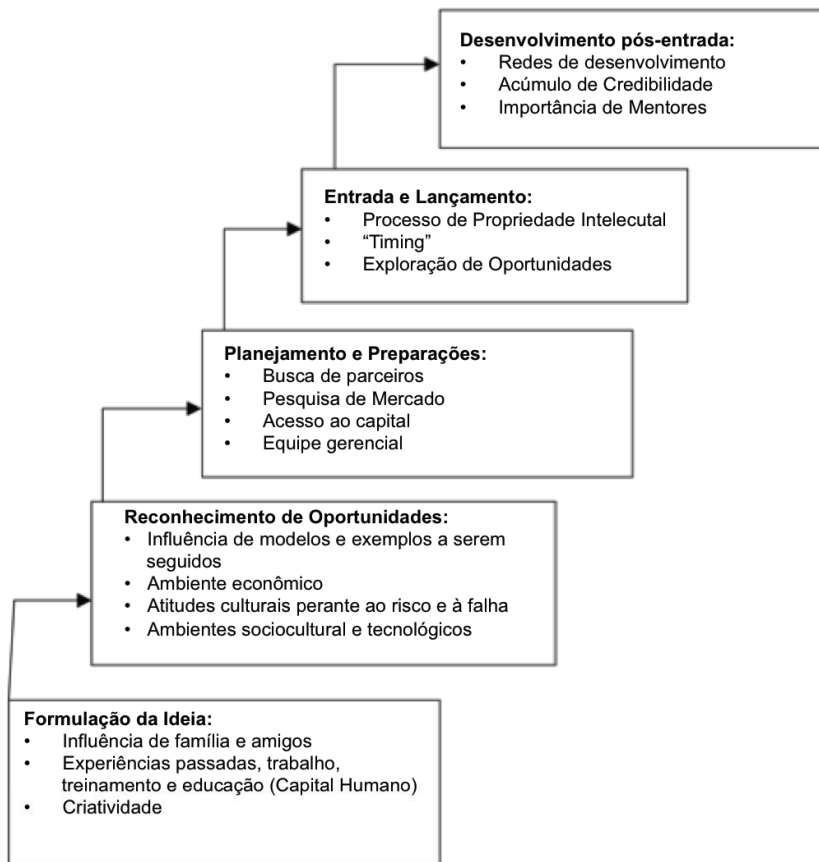 Desenvolvimento pós-entrada:
• Redes de desenvolvimento
• Acúmulo de Credibilidade
• Importância de Mentores
Entrada e Lançamento:
• Processo de Propriedade Intelecutal
• “Timing”
• Exploração de Oportunidades
Planejamento e Preparações:
• Busca de parceiros
• Pesquisa de Mercado
• Acesso ao capital
• Equipe gerencial
Reconhecimento de Oportunidades:
• Influência de modelos e exemplos a serem
seguidos
• Ambiente econômico
• Atitudes culturais perante ao risco e à falha
• Ambientes sociocultural e tecnológicos
Formulação da Ideia:
• Influência de família e amigos
• Experiências passadas, trabalho,
treinamento e educação (Capital Humano)
• Criatividade